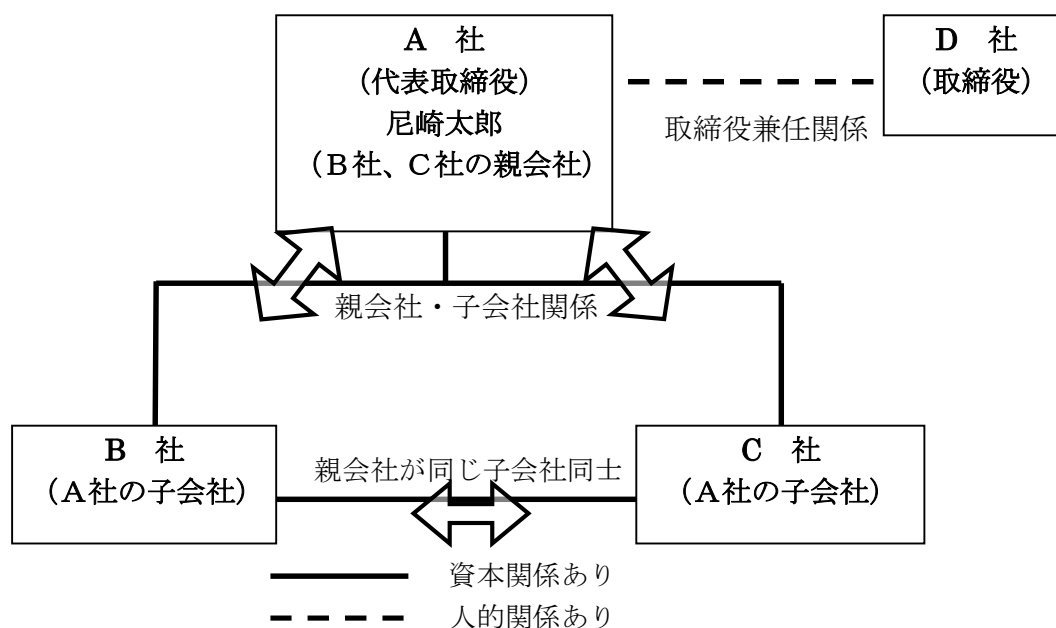 A 社
(代表取締役)
尼崎太郎
(B社、C社の親会社)
D 社
(取締役)
取締役兼任関係
親会社・子会社関係
B 社
(A社の子会社)
親会社が同じ子会社同士
C 社
(A社の子会社)
資本関係あり
人的関係あり